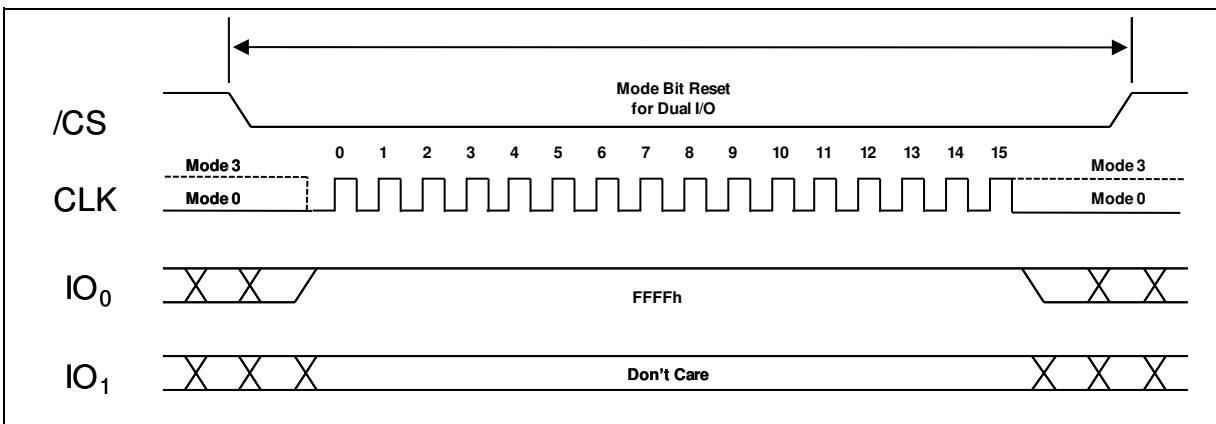 Mode Bit Reset
for Dual I/O
/CS
0 1 2 3 4 5 6 7 8 9 10 11 12 13 14 15
Mode 3 Mode 3
CLK
Mode 0 Mode 0
IO0
FFFFh
IO1
Don't Care